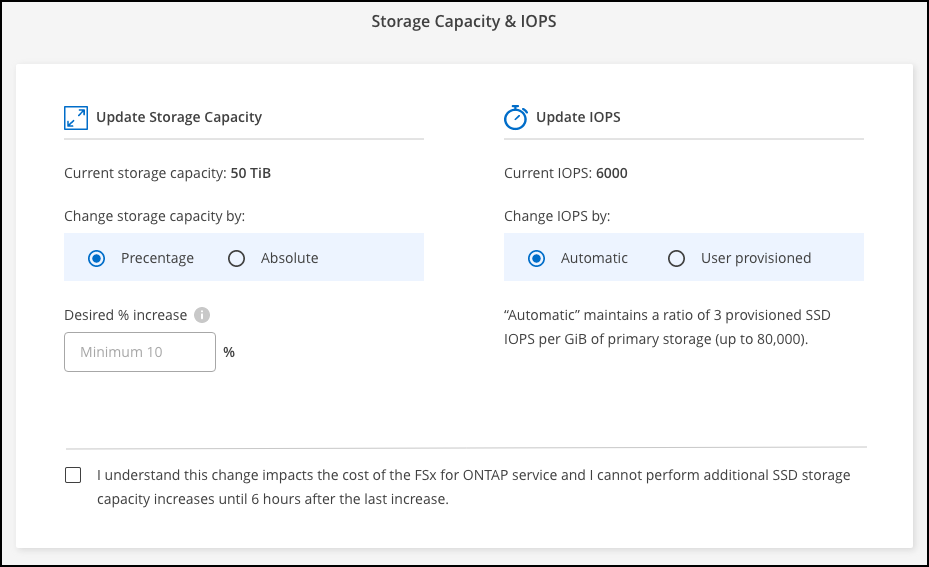 Storage Capacity & IOPS
Update Storage Capacity
Current storage capacity: 50 TiB
Change storage capacity by:
Precentage
Absolute
Desired % increase
Minimum 10
%
Update IOPS
Current IOPS: 6000
Change IOPS by:
Automatic
User provisioned
“Automatic” maintains a ratio of 3 provisioned SSD
IOPS per GiB of primary storage (up to 80,000).
I understand this change impacts the cost of the FSx for ONTAP service and I cannot perform additional SSD storage
capacity increases until 6 hours after the last increase.